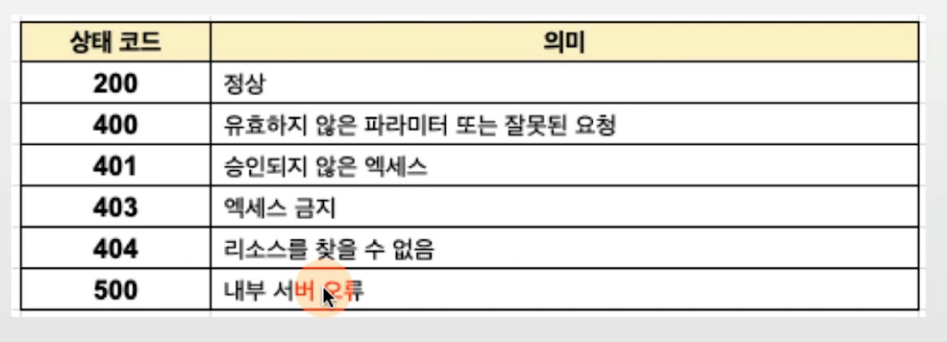 상태 코드 의미
200 정상
400 유효하지 않은 파라미터 또는 잘못된 요청
401 승인되지 않은 엑세스
403 엑세스 금지
404 리소스를 찾을 수 없음
500 내부 서버 오류